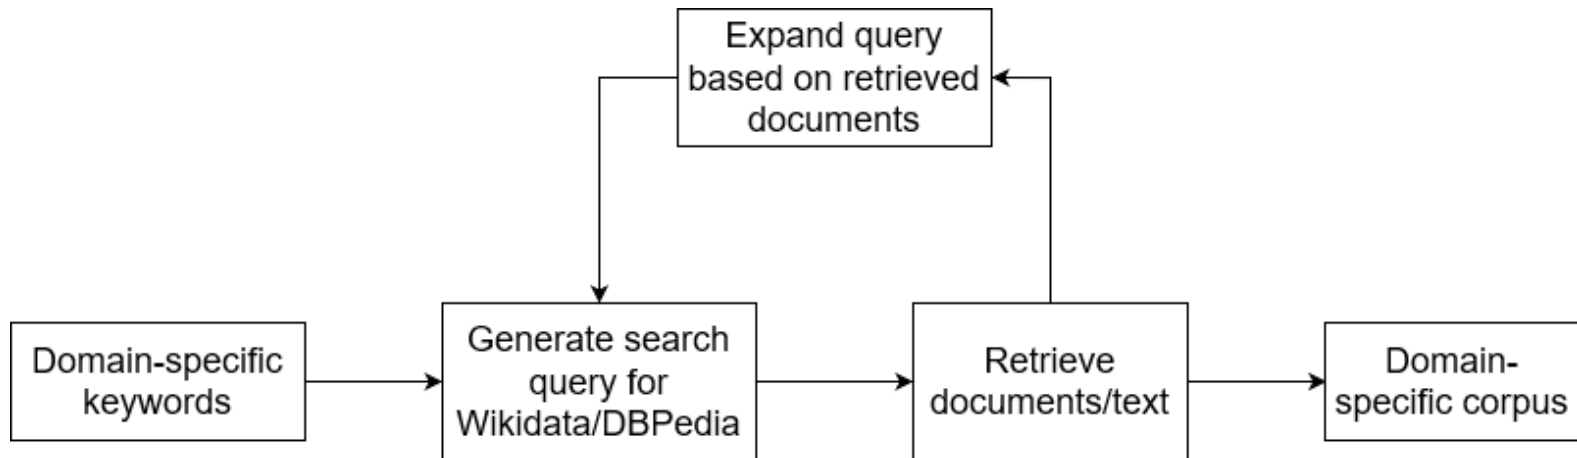 Expand query
based on retrieved
documents
Domain-specific
keywords
Generate search
query for
Wikidata/DBPedia
Retrieve
documents/text
Domain-
specific corpus